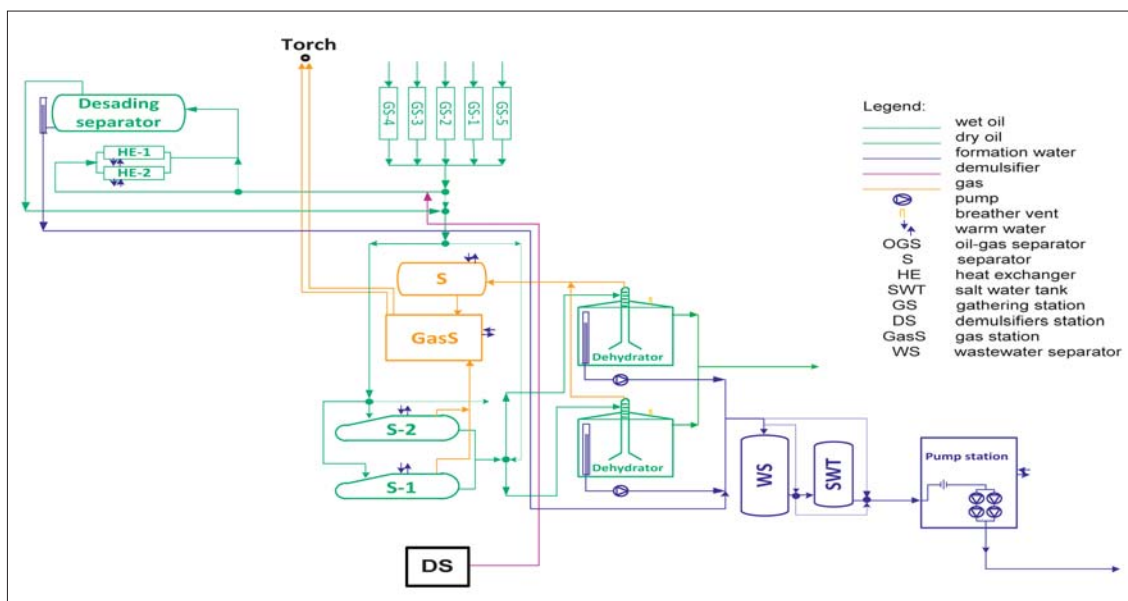 Torch
Desading
separator
HE-1
HE-2
GS-4
GS-3
GS-2
GS-1
GS-5
S
GasS
S-2
S-1
DS
Dehydrator
Dehydrator
WS
SWT
Pump station
Legend:
wet oil
dry oil
formation water
demulsifier
gas
pump
breather vent
warm water
OGS oil-gas separator
S separator
HE heat exchanger
SWT salt water tank
GS gathering station
DS demulsifiers station
GasS gas station
WS wastewater separator